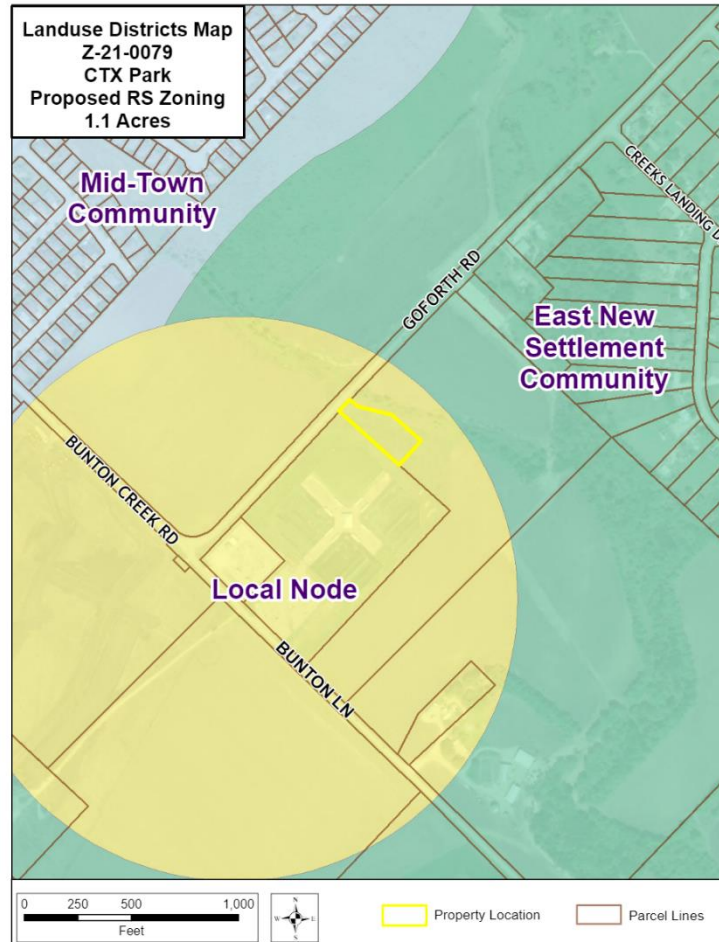 Landuse Districts Map
Z-21-0079
CTX Park
Proposed RS Zoning
1.1 Acres
Mid-Town
Community
CREEKS LANDING D
GOFORTH RD
East New
Settlement
Community
BUNTON CREEK RD
Local Node
BUNTON LN
0 250 500 1,000
Feet
N
W E
S
Property Location
Parcel Lines